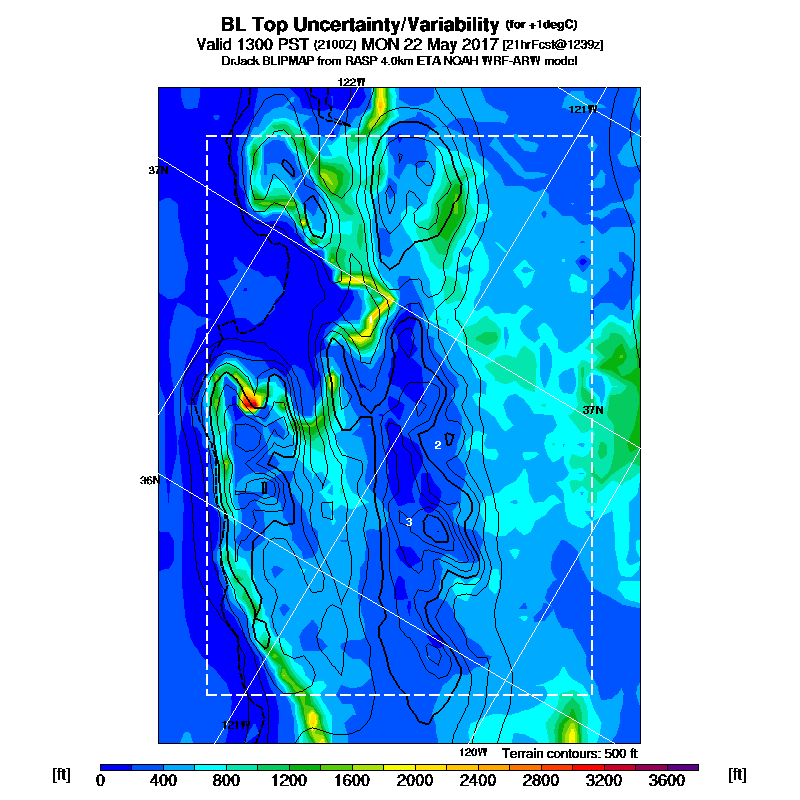 BL Top Uncertainty/Variability (for +1degC)
Valid 1300 PST (2100Z) MON 22 May 2017 [21hrFcst@1239z]
DrJack BLIPMAP from RASP 4.0km ETA NOAH WRF-ARW model
122W
121W
37N
1
37N
2
36N
3
121W
120W Terrain contours: 500 ft
[ft] 0 400 800 1200 1600 2000 2400 2800 3200 3600 [ft]